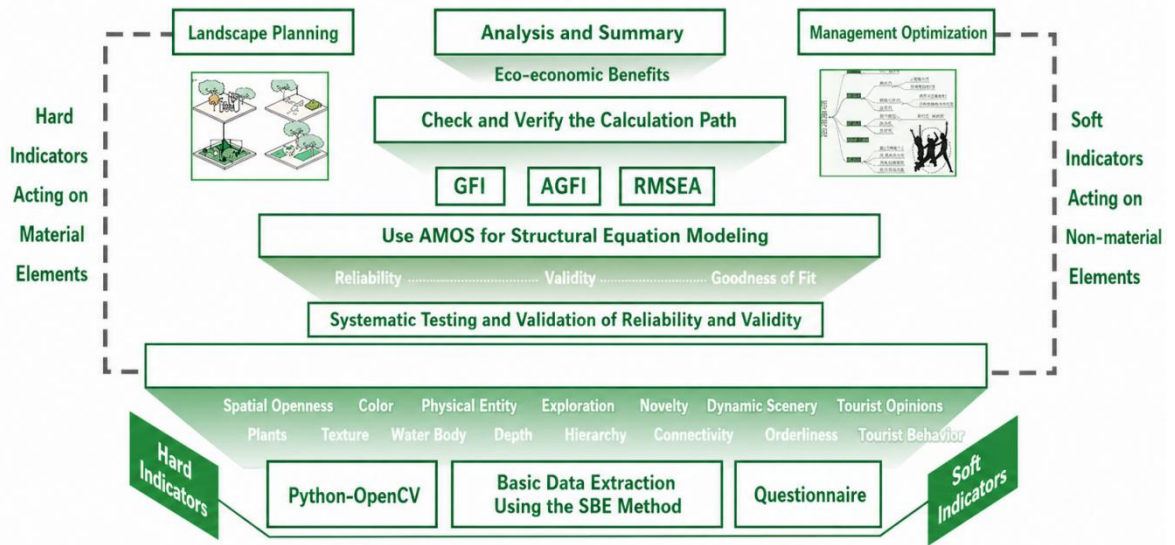 Landscape Planning
Analysis and Summary
Management Optimization
Eco-economic Benefits
Check and Verify the Calculation Path
Hard
Indicators
Acting on
Material
Elements
Soft
Indicators
Acting on
Non-material
Elements
GFI
AGFI
RMSEA
Use AMOS for Structural Equation Modeling
Reliability
Validity
Goodness of Fit
Systematic Testing and Validation of Reliability and Validity
Spatial Openness Color Physical Entity Exploration Novelty Dynamic Scenery Tourist Opinions
Plants Texture Water Body Depth Hierarchy Connectivity Orderliness Tourist Behavior
Hard
Indicators
Python-OpenCV
Basic Data Extraction
Using the SBE Method
Questionnaire
Soft
Indicators